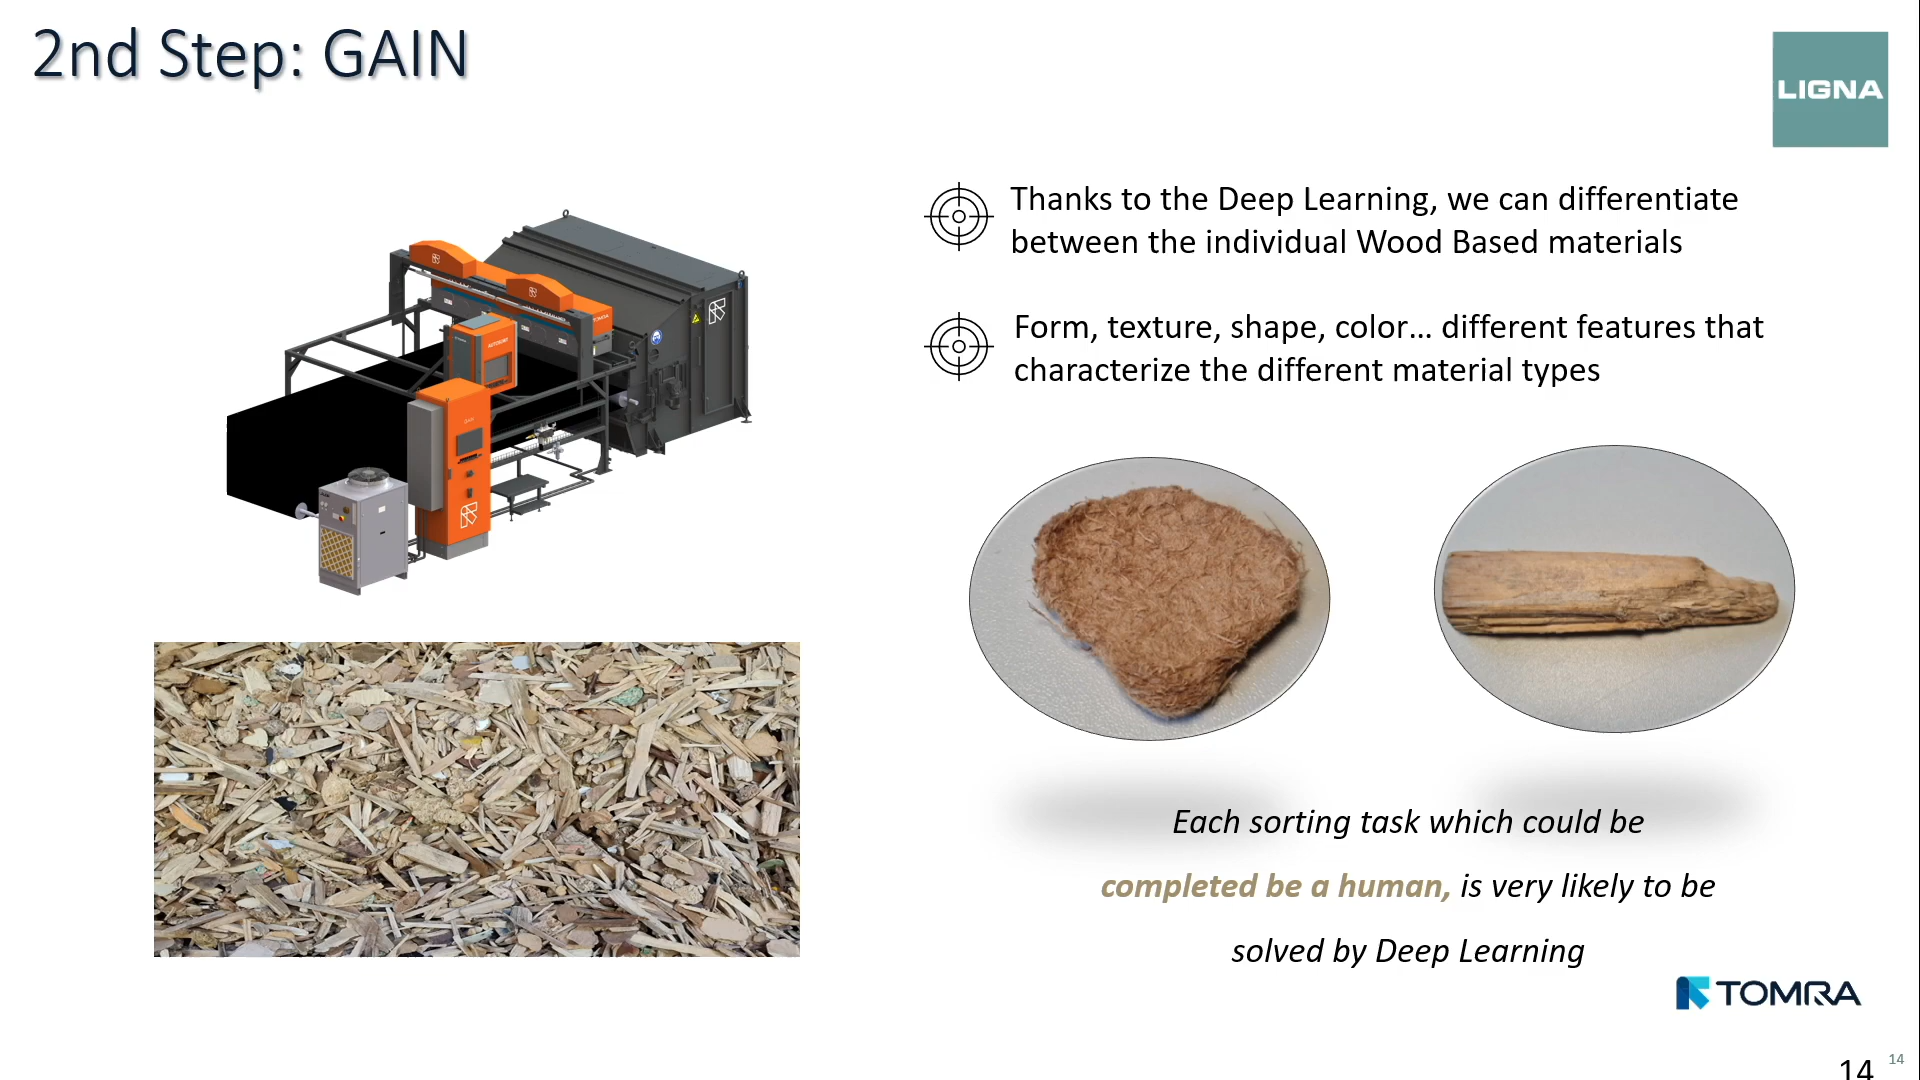 2nd Step: GAIN
LIGNA
Thanks to the Deep Learning, we can differentiate
between the individual Wood Based materials
Form, texture, shape, color... different features that
characterize the different material types
Each sorting task which could be
completed be a human, is very likely to be
solved by Deep Learning
TOMRA
14
14